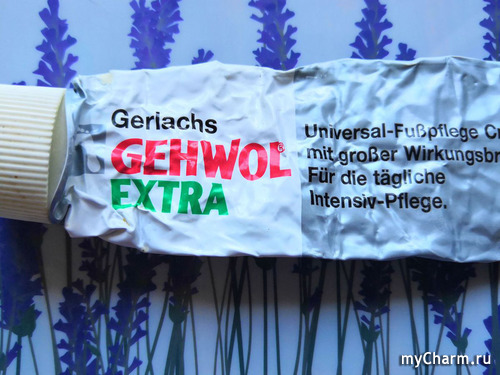 Gerlachs
GEHWOL®
EXTRA
Universal-Fußpflege
mit großer
Für die tägliche
Intensiv-Pflege.
myCharm.ru